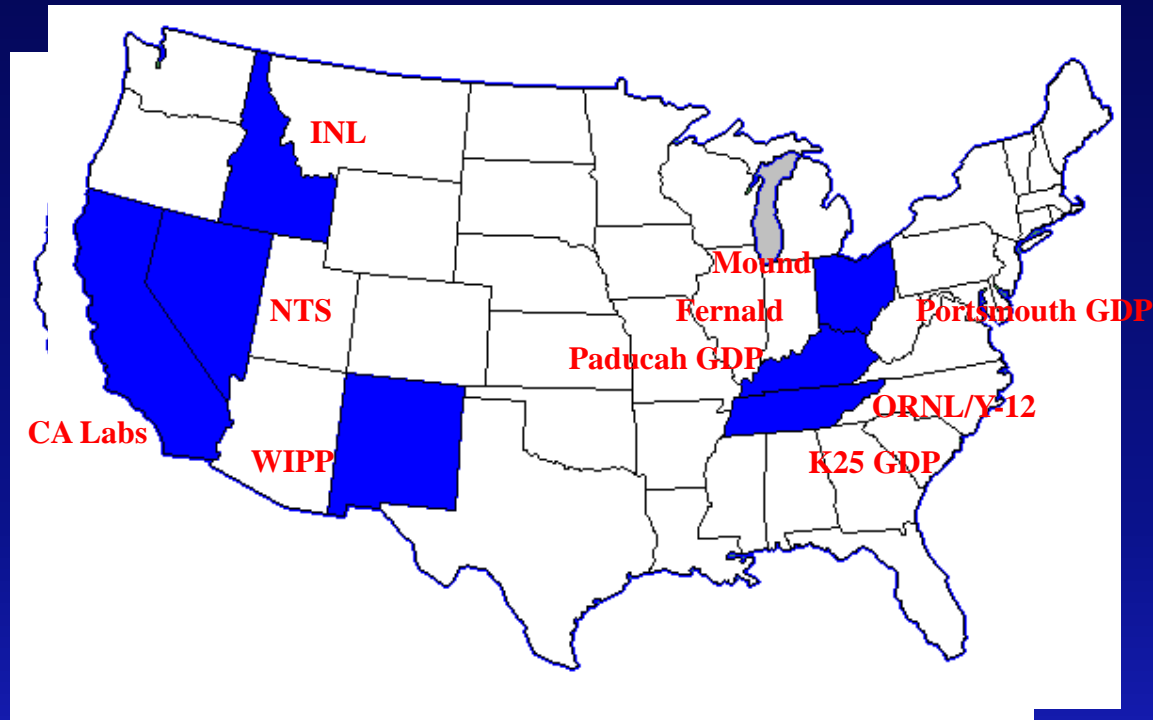 INL
Mound
NTS
Fernald
Portsmouth GDP
Paducah GDP
ORNL/Y-12
CA Labs
WIPP
K25 GDP